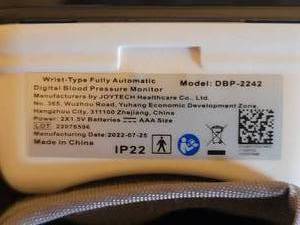 Wrist-Type Fully Automatic
Digital Blood Pressure Monitor Model: DBP-2242
Manufacturers by JOYTECH Healthcare Co., Ltd.
No. 365, Wuzhou Road, Yuhang Economic Development Zone,
Hangzhou City, 311100 Zhejiang, China
Power: 2X1.5V Batteries AAA Size
LOT: 22076596
Manufacturing Date: 2022-07-25
Made in China IP22